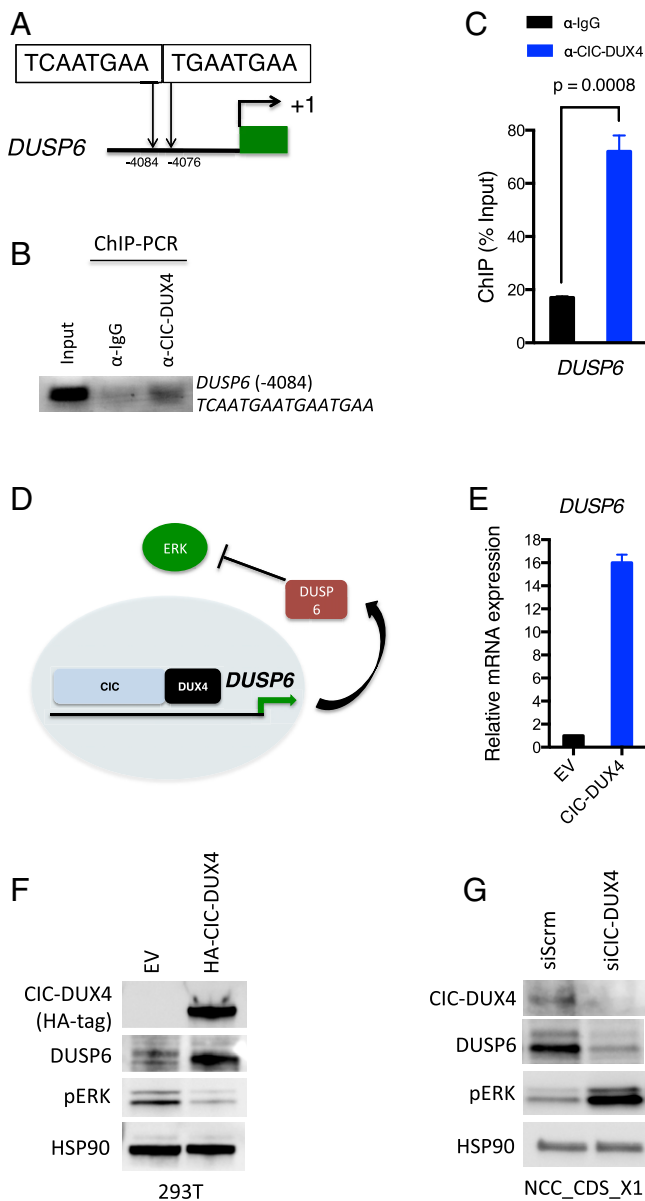 A
TCAATGAA TGAATGAA
+1
DUSP6
-4084 -4076
B
ChIP-PCR
Input
α-IgG
α-CIC-DUX4
DUSP6 (-4084)
TCAATGAATGAATGAA
C
α-IgG
α-CIC-DUX4
p = 0.0008
ChIP (% Input)
80
60
40
20
0
DUSP6
D
ERK
DUSP
6
CIC
DUX4
DUSP6
E
DUSP6
Relative mRNA expression
18
16
14
12
10
8
6
4
2
0
EV
CIC-DUX4
F
EV
HA-CIC-DUX4
CIC-DUX4
(HA-tag)
DUSP6
pERK
HSP90
293T
G
siScrm
siCIC-DUX4
CIC-DUX4
DUSP6
pERK
HSP90
NCC_CDS_X1